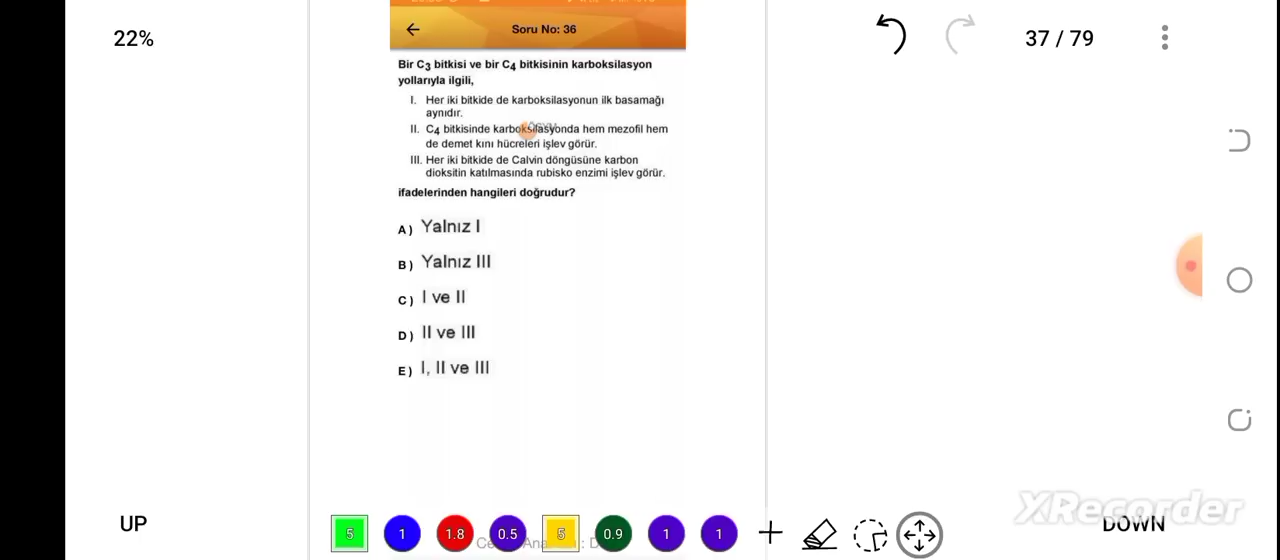 22%
Soru No: 36
37 / 79
Bir C3 bitkisi ve bir C4 bitkisinin karboksilasyon
yollarıyla ilgili,
I. Her iki bitkide de karboksilasyonun ilk basamağı
aynıdır.
II. C4 bitkisinde karboksilasyonda hem mezofil hem
de demet kını hücreleri işlev görür.
III. Her iki bitkide de Calvin döngüsüne karbon
dioksitin katılmasında rubisko enzimi işlev görür.
ifadelerinden hangileri doğrudur?
A) Yalnız I
B) Yalnız III
C) I ve II
D) II ve III
E) I, II ve III
XRecorder
UP
5 1 1.8 0.5 5 0.9 1 1
DOWN